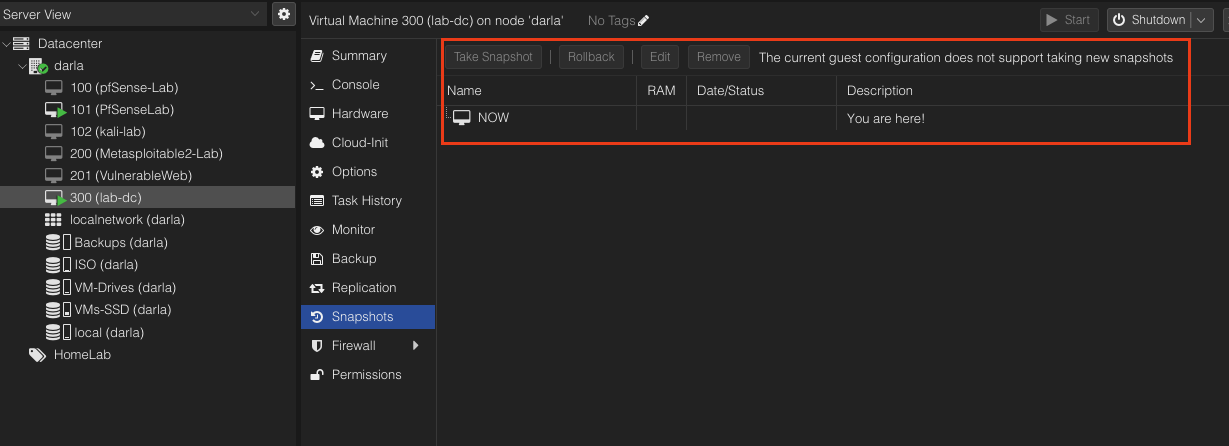 Server View
Virtual Machine 300 (lab-dc) on node 'darla'
No Tags
Start
Shutdown
Datacenter
darla
100 (pfSense-Lab)
101 (PfSenseLab)
102 (kali-lab)
200 (Metasploitable2-Lab)
201 (VulnerableWeb)
300 (lab-dc)
localnetwork (darla)
Backups (darla)
ISO (darla)
VM-Drives (darla)
VMs-SSD (darla)
local (darla)
HomeLab
Summary
Console
Hardware
Cloud-Init
Options
Task History
Monitor
Backup
Replication
Snapshots
Firewall
Permissions
Take Snapshot
Rollback
Edit
Remove
The current guest configuration does not support taking new snapshots
Name RAM Date/Status Description
NOW You are here!